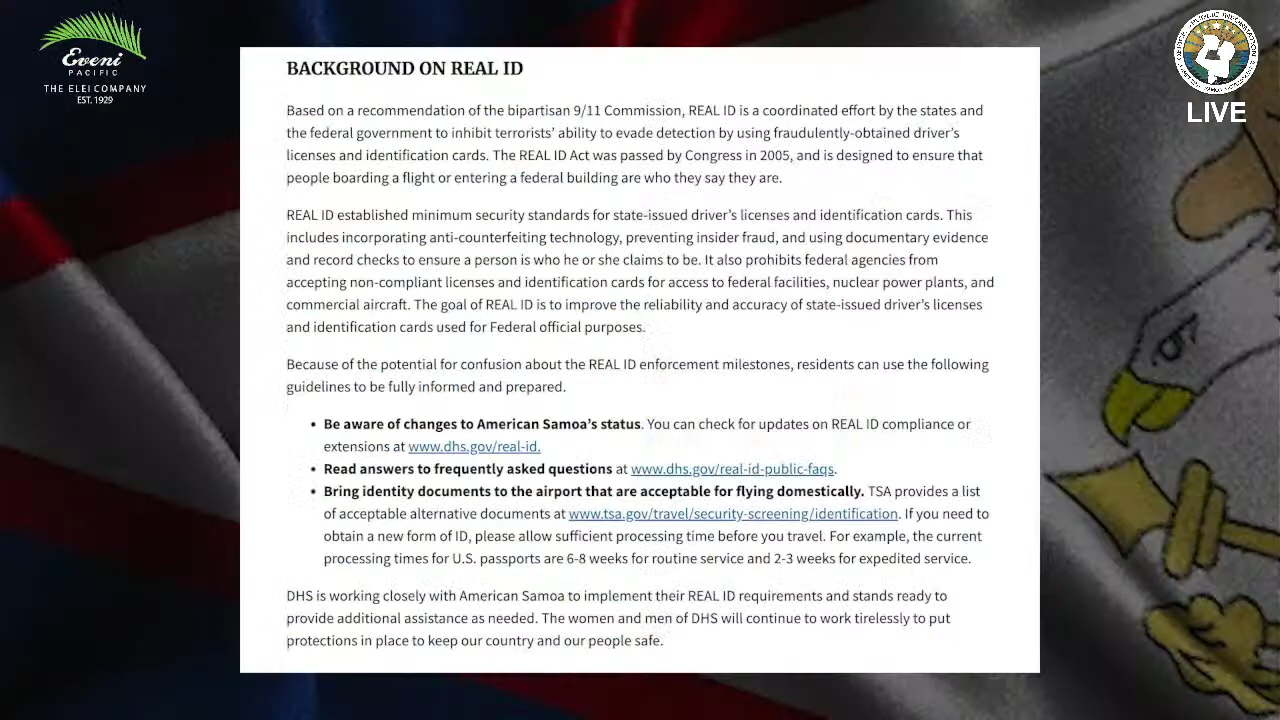 Eveni
PACIFIC
THE ELEI COMPANY
EST. 1929
LIVE
BACKGROUND ON REAL ID
Based on a recommendation of the bipartisan 9/11 Commission, REAL ID is a coordinated effort by the states and
the federal government to inhibit terrorists’ ability to evade detection by using fraudulently-obtained driver’s
licenses and identification cards. The REAL ID Act was passed by Congress in 2005, and is designed to ensure that
people boarding a flight or entering a federal building are who they say they are.
REAL ID established minimum security standards for state-issued driver’s licenses and identification cards. This
includes incorporating anti-counterfeiting technology, preventing insider fraud, and using documentary evidence
and record checks to ensure a person is who he or she claims to be. It also prohibits federal agencies from
accepting non-compliant licenses and identification cards for access to federal facilities, nuclear power plants, and
commercial aircraft. The goal of REAL ID is to improve the reliability and accuracy of state-issued driver’s licenses
and identification cards used for Federal official purposes.
Because of the potential for confusion about the REAL ID enforcement milestones, residents can use the following
guidelines to be fully informed and prepared.
• Be aware of changes to American Samoa’s status. You can check for updates on REAL ID compliance or
extensions at www.dhs.gov/real-id.
• Read answers to frequently asked questions at www.dhs.gov/real-id-public-faqs.
• Bring identity documents to the airport that are acceptable for flying domestically. TSA provides a list
of acceptable alternative documents at www.tsa.gov/travel/security-screening/identification. If you need to
obtain a new form of ID, please allow sufficient processing time before you travel. For example, the current
processing times for U.S. passports are 6-8 weeks for routine service and 2-3 weeks for expedited service.
DHS is working closely with American Samoa to implement their REAL ID requirements and stands ready to
provide additional assistance as needed. The women and men of DHS will continue to work tirelessly to put
protections in place to keep our country and our people safe.